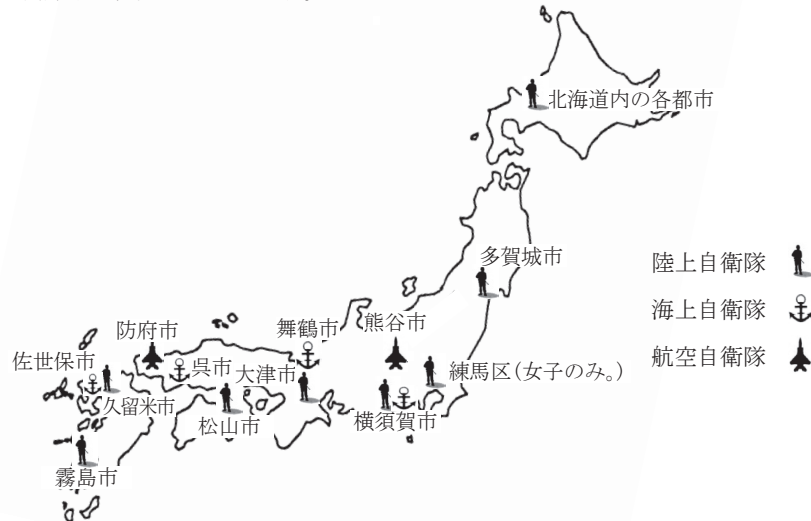 北海道内の各都市
多賀城市
陸上自衛隊
海上自衛隊
航空自衛隊
防府市
舞鶴市
熊谷市
佐世保市
呉市
大津市
練馬区(女子のみ。)
久留米市
松山市
横須賀市
霧島市